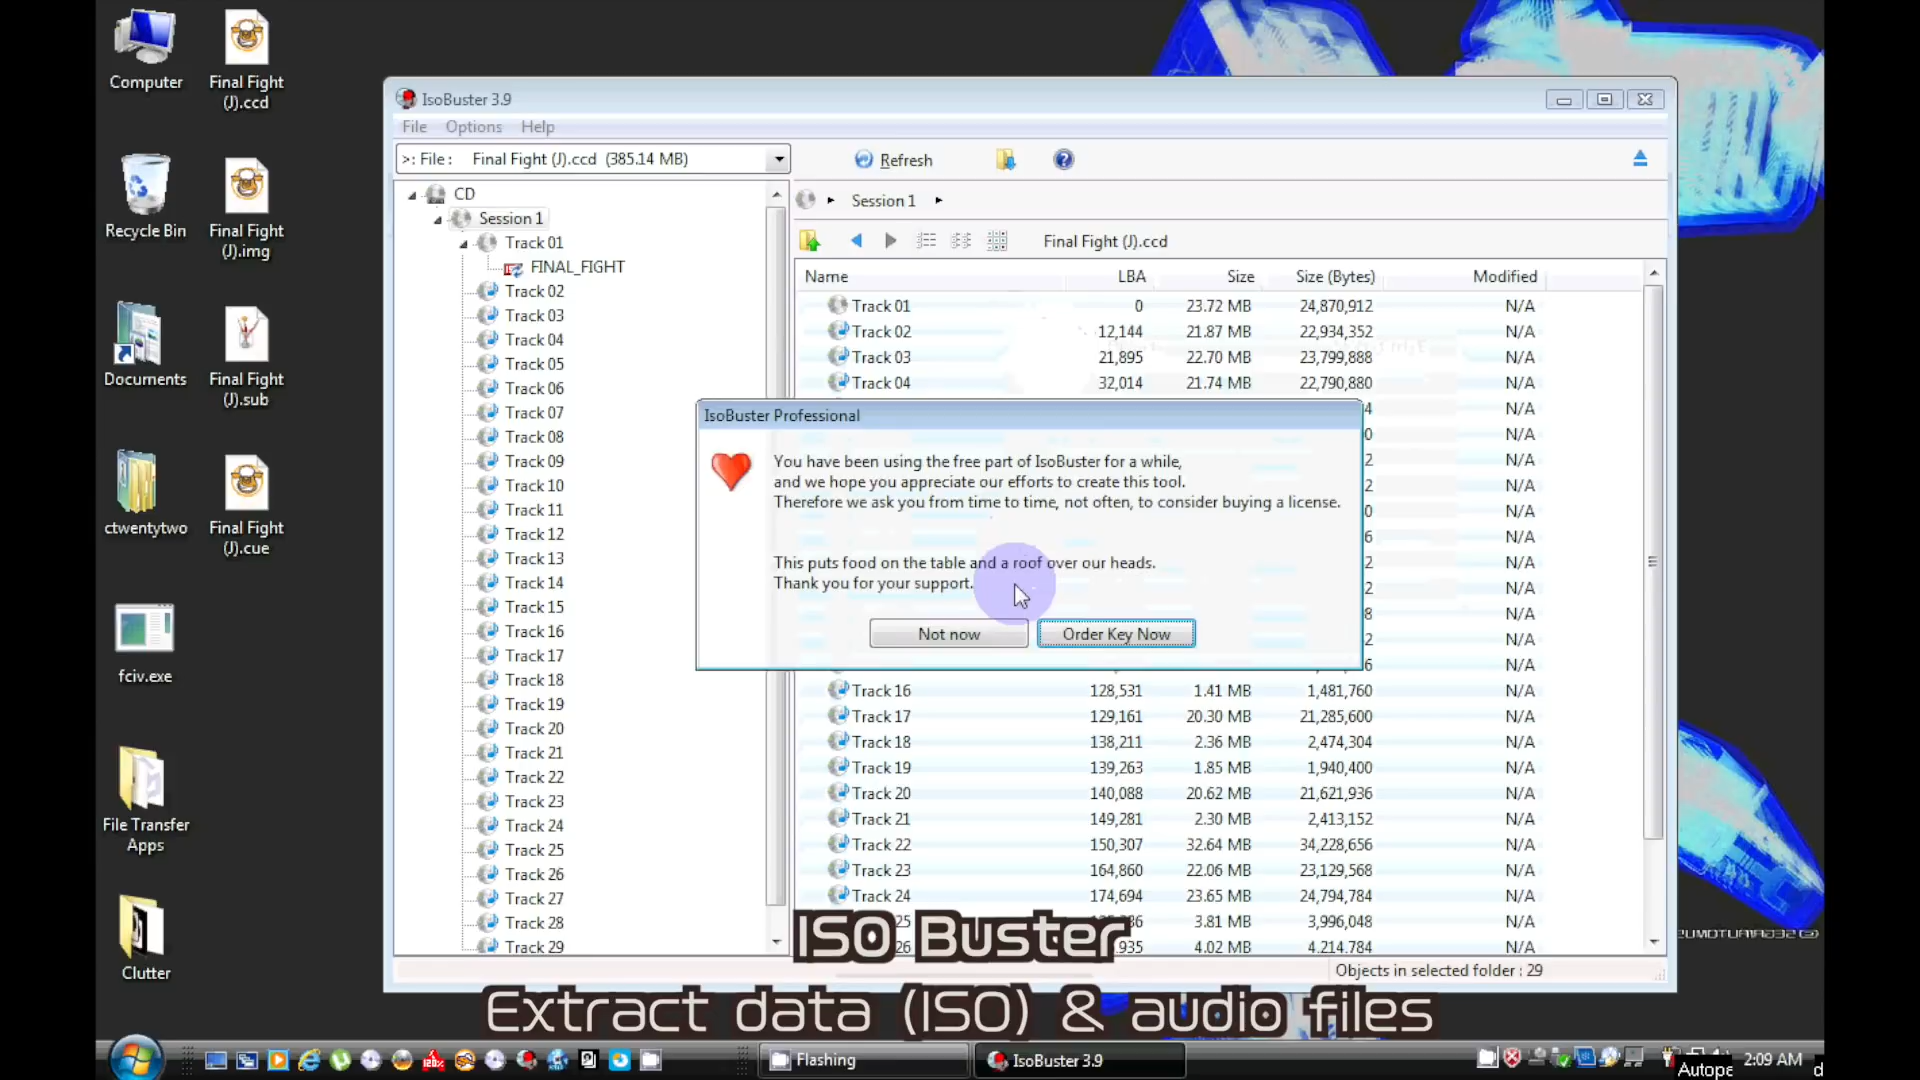 Computer
Final Fight
(J).ccd
Recycle Bin
Final Fight
(J).img
Documents
Final Fight
(J).sub
ctwentytwo
Final Fight
(J).cue
fciv.exe
File Transfer
Apps
Clutter
IsoBuster 3.9
File Options Help
>: File : Final Fight (J).ccd (385.14 MB)
Refresh
CD
Session 1
Track 01
FINAL_FIGHT
Track 02
Track 03
Track 04
Track 05
Track 06
Track 07
Track 08
Track 09
Track 10
Track 11
Track 12
Track 13
Track 14
Track 15
Track 16
Track 17
Track 18
Track 19
Track 20
Track 21
Track 22
Track 23
Track 24
Track 25
Track 26
Track 27
Track 28
Track 29
Session 1
Final Fight (J).ccd
Name LBA Size Size (Bytes) Modified
Track 01 0 23.72 MB 24,870,912 N/A
Track 02 12,144 21.87 MB 22,934,352 N/A
Track 03 21,895 22.70 MB 23,799,888 N/A
Track 04 32,014 21.74 MB 22,790,880 N/A
4 N/A
0 N/A
2 N/A
2 N/A
0 N/A
6 N/A
2 N/A
2 N/A
8 N/A
2 N/A
6 N/A
Track 16 128,531 1.41 MB 1,481,760 N/A
Track 17 129,161 20.30 MB 21,285,600 N/A
Track 18 138,211 2.36 MB 2,474,304 N/A
Track 19 139,263 1.85 MB 1,940,400 N/A
Track 20 140,088 20.62 MB 21,621,936 N/A
Track 21 149,281 2.30 MB 2,413,152 N/A
Track 22 150,307 32.64 MB 34,228,656 N/A
Track 23 164,860 22.06 MB 23,129,568 N/A
Track 24 174,694 23.65 MB 24,794,784 N/A
25 3.81 MB 3,996,048 N/A
26 ,935 4.02 MB 4,214,784 N/A
IsoBuster Professional
You have been using the free part of IsoBuster for a while,
and we hope you appreciate our efforts to create this tool.
Therefore we ask you from time to time, not often, to consider buying a license.
This puts food on the table and a roof over our heads.
Thank you for your support.
Not now Order Key Now
Objects in selected folder : 29
ISO Buster
Extract data (ISO) & audio files
Flashing
IsoBuster 3.9
2:09 AM
Autope
d